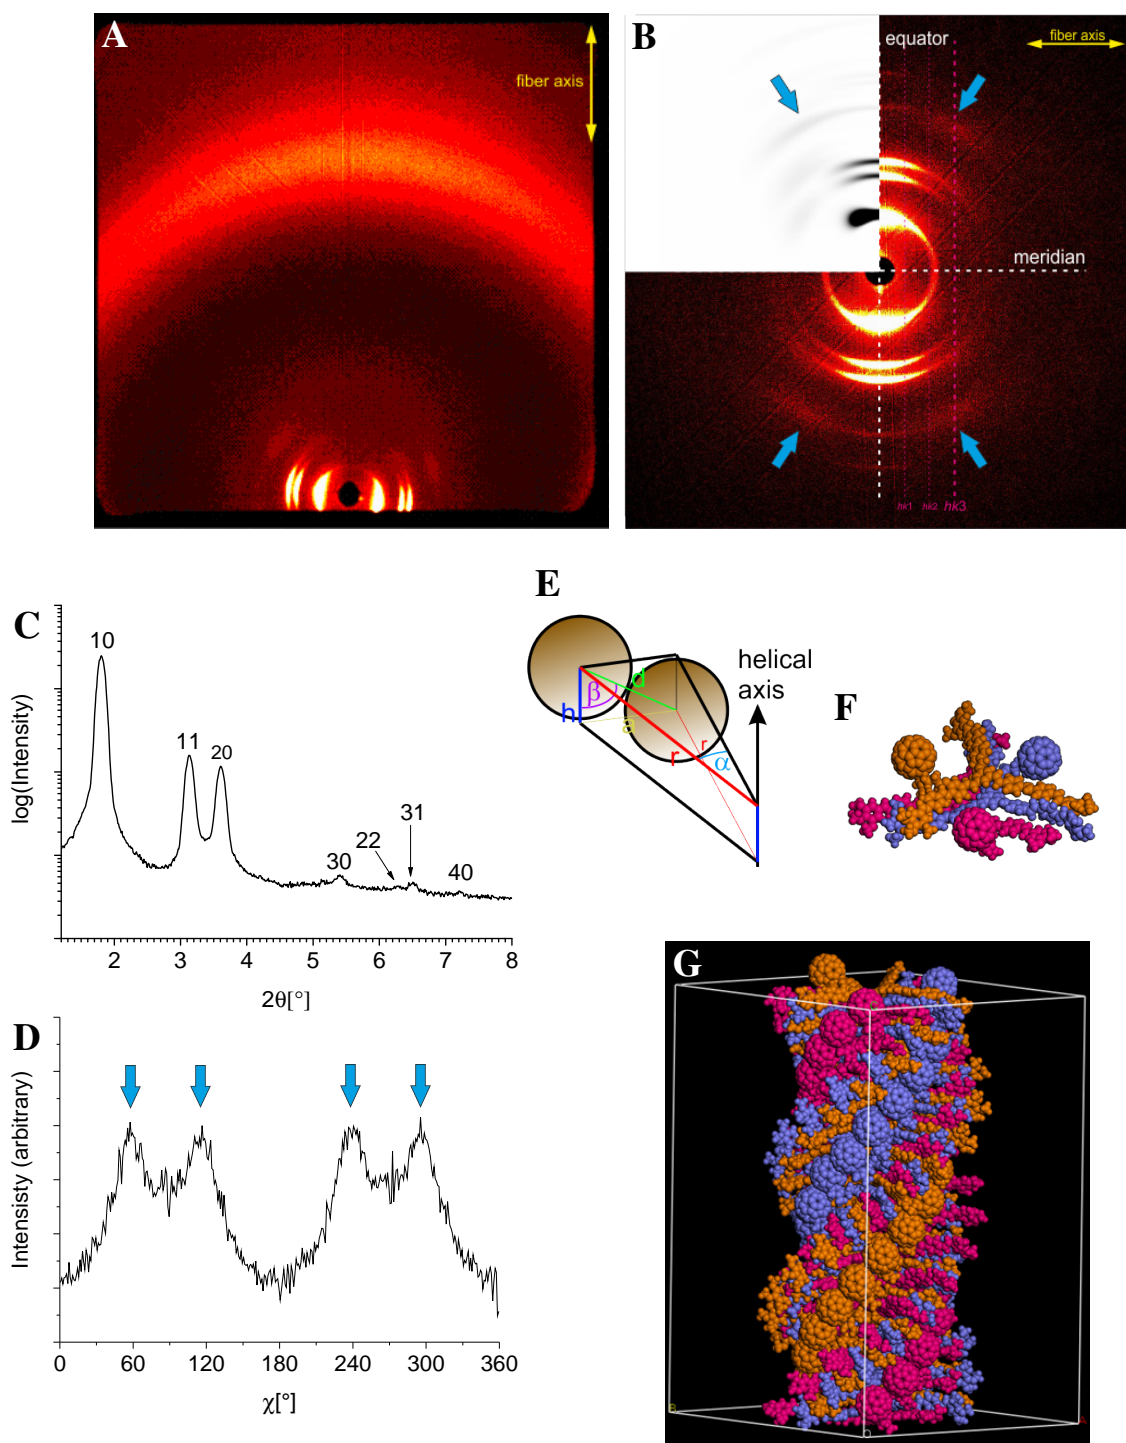 A
fiber axis
B
equator
fiber axis
meridian
hk1 hk2 hk3
C
log(Intensity)
10
11
20
30
22
31
40
2 3 4 5 6 7 8
2θ[°]
D
Intensisty (arbitrary)
0 60 120 180 240 300 360
χ[°]
E
d
β
h
a
r
r
α
helical
axis
F
G
B
A